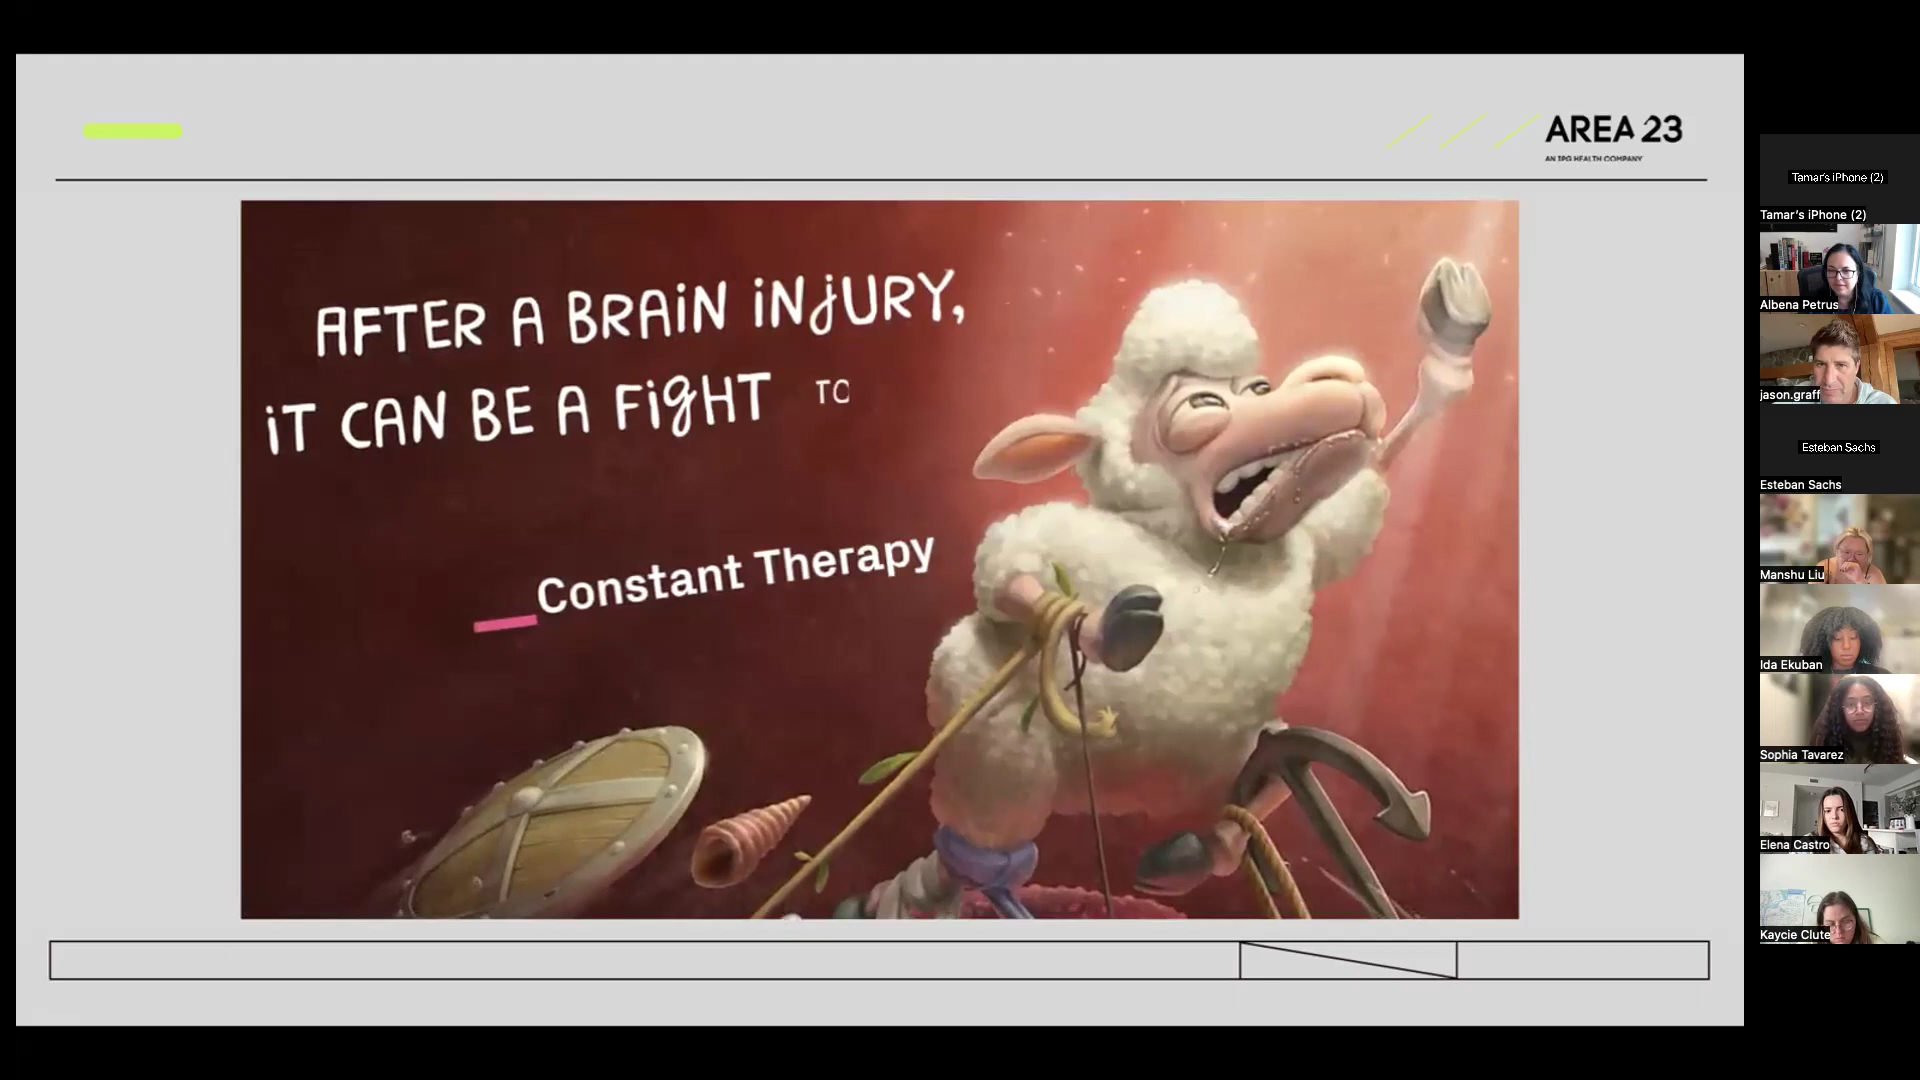 AREA 23
AN IPG HEALTH COMPANY
AFTER A BRAIN INJURY,
IT CAN BE A FIGHT TO
Constant Therapy
Tamar's iPhone (2)
Tamar's iPhone (2)
Albena Petrus
jason.graff
Esteban Sachs
Esteban Sachs
Manshu Liu
Ida Ekuban
Sophia Tavarez
Elena Castro
Kaycie Clute